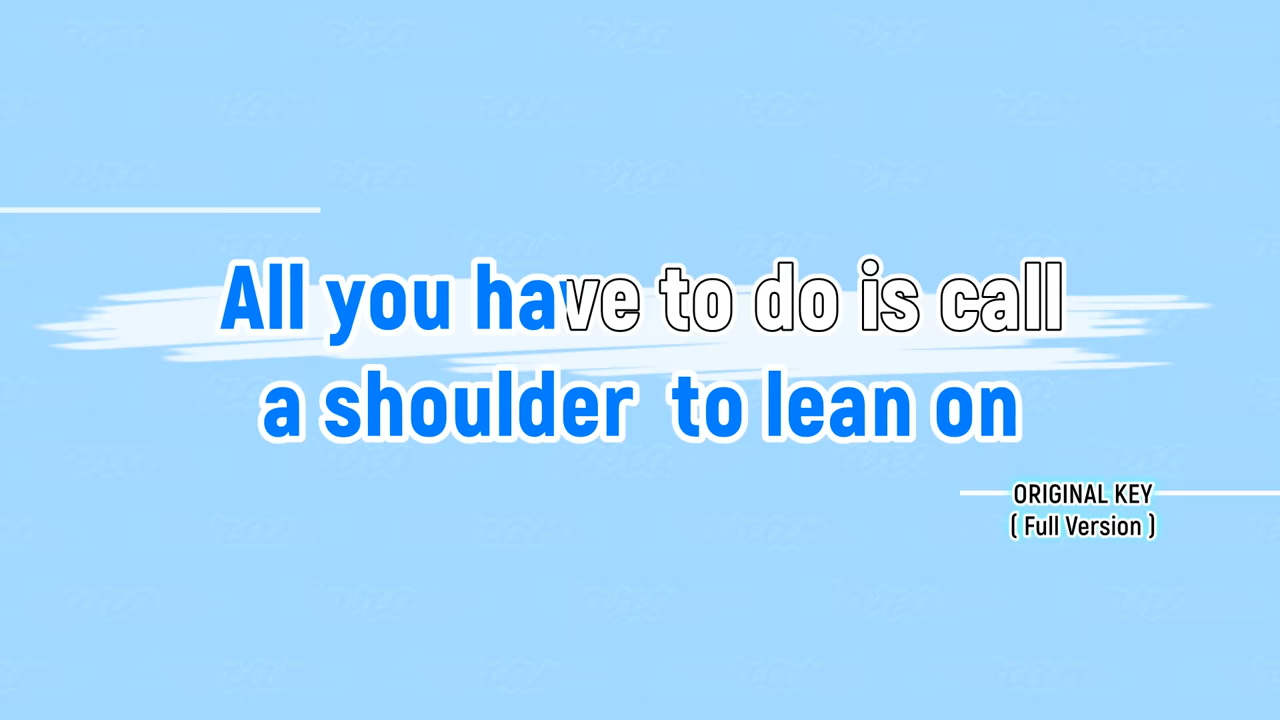 All you have to do is call
a shoulder  to lean on
ORIGINAL KEY
( Full Version )